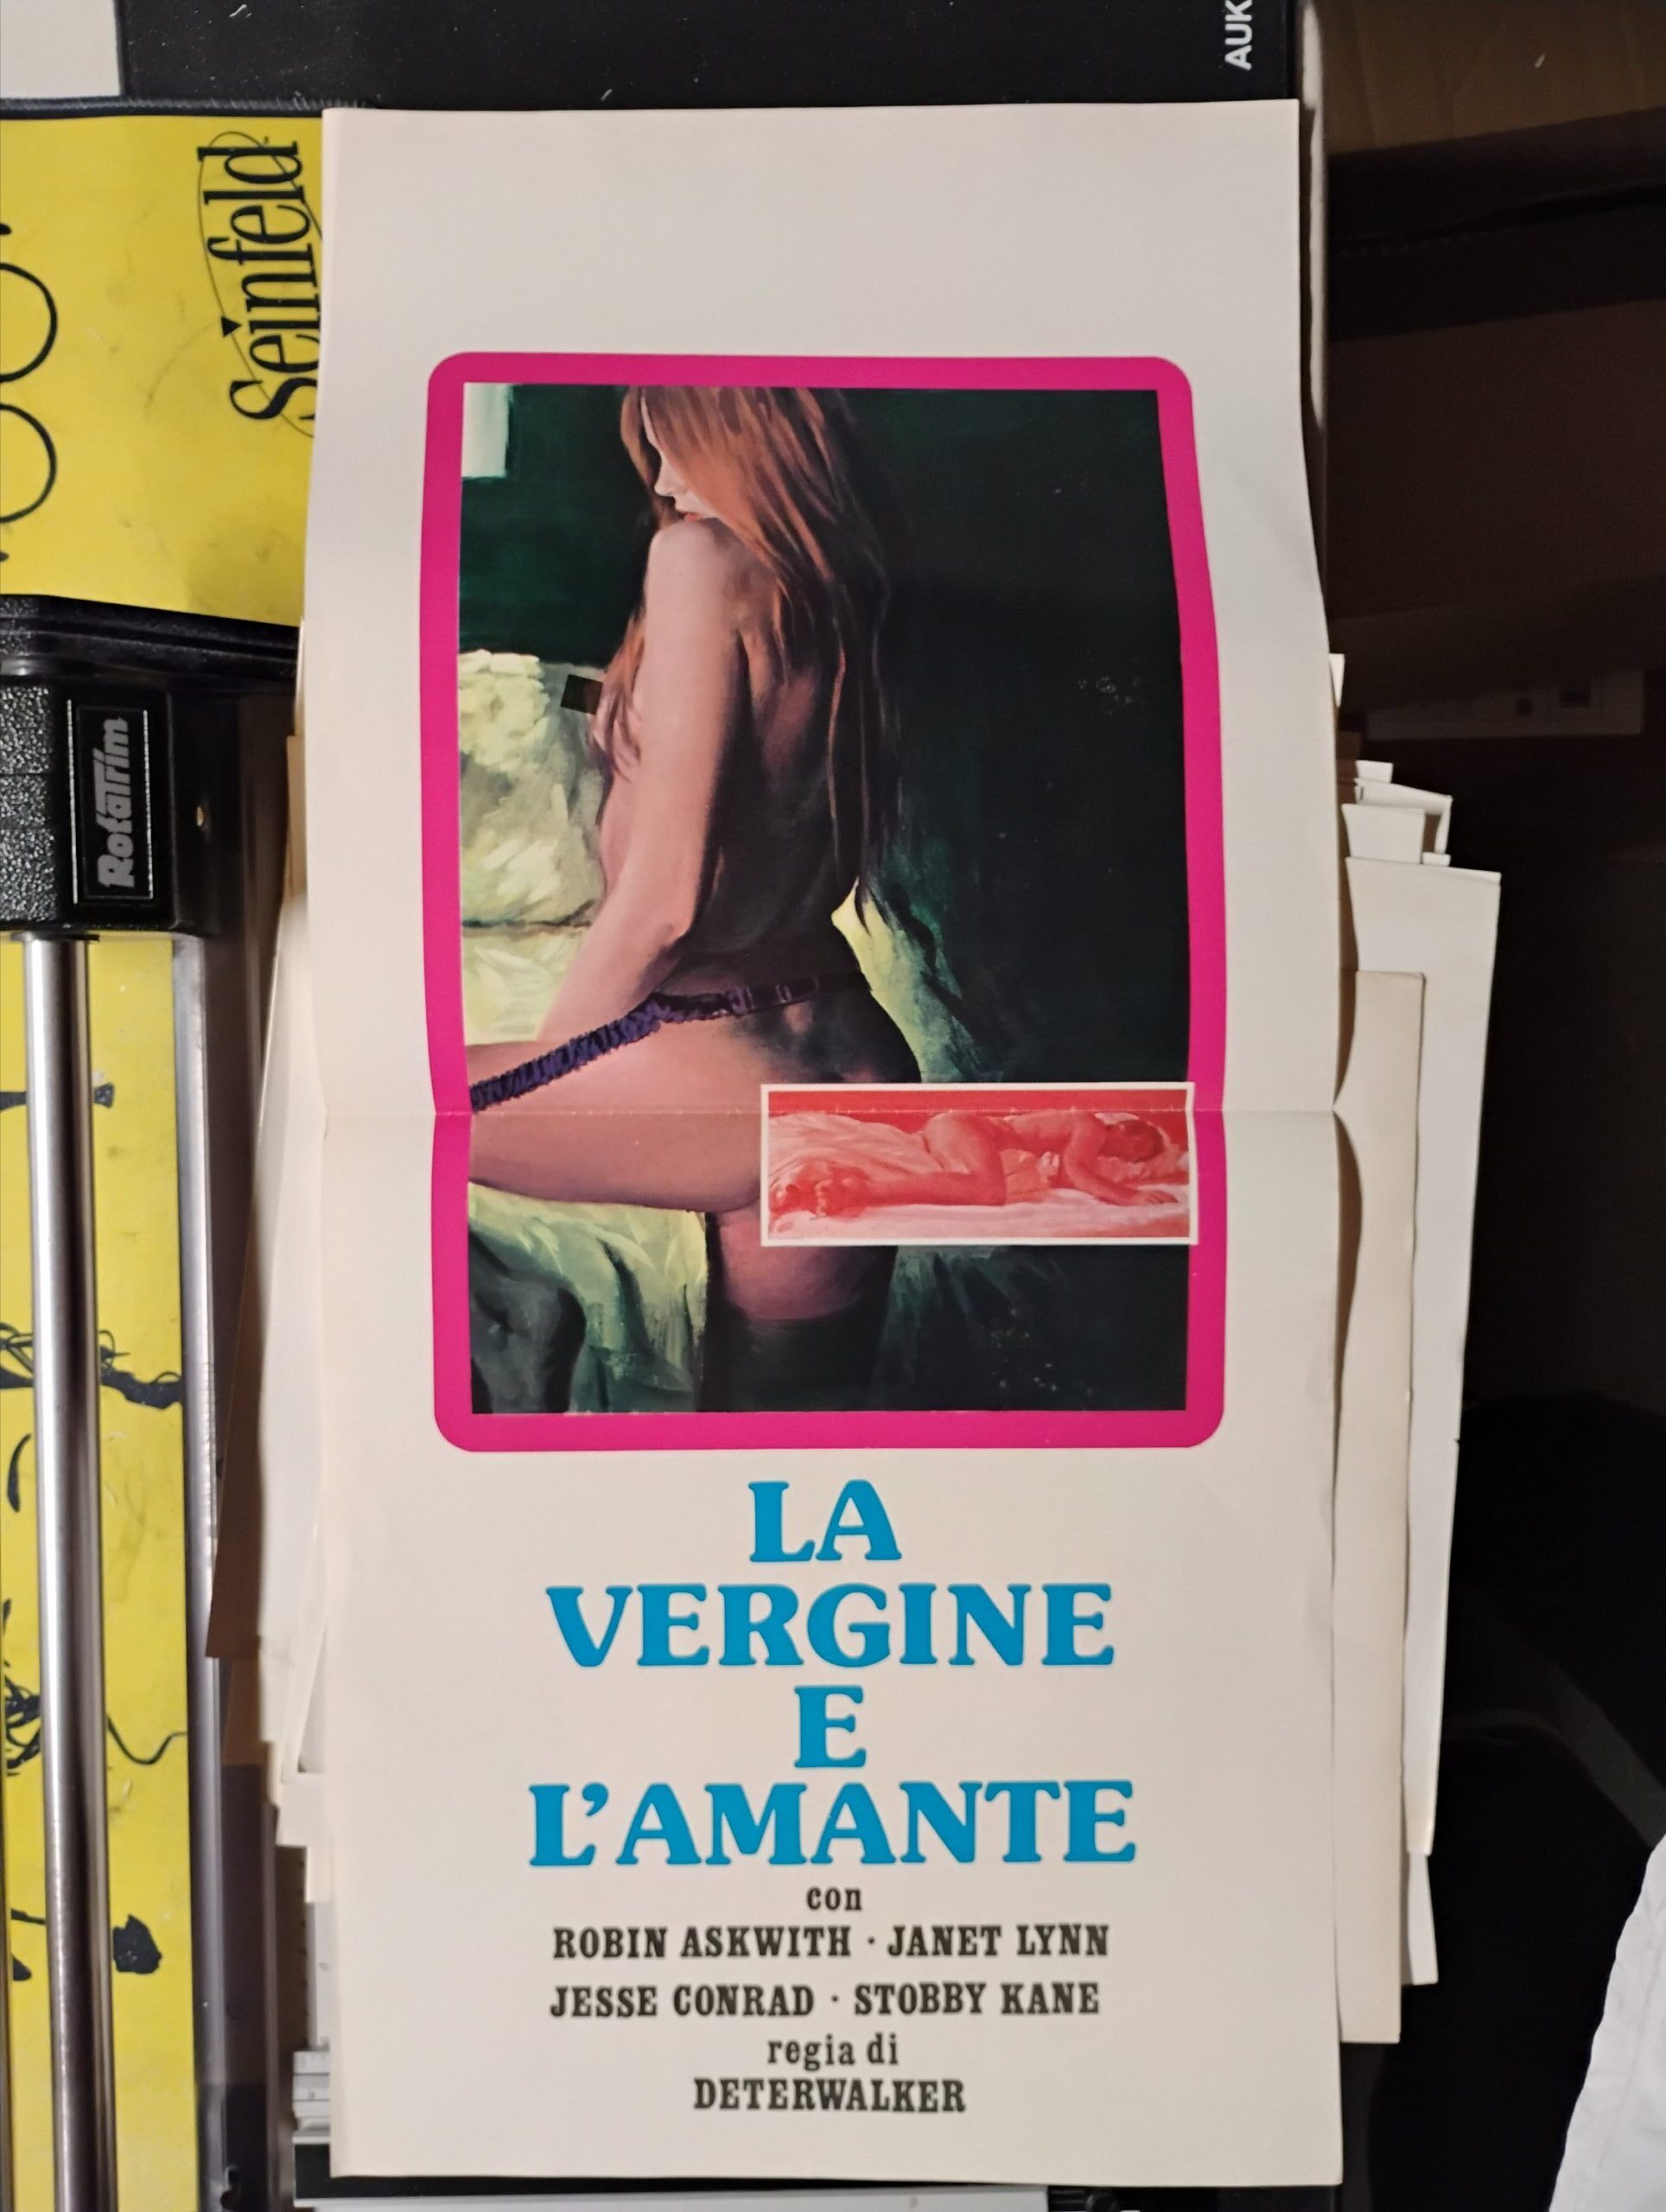 AUK
Seinfeld
RotaTrim
LA
VERGINE
E
L'AMANTE
con
ROBIN ASKWITH · JANET LYNN
JESSE CONRAD · STOBBY KANE
regia di
DETERWALKER